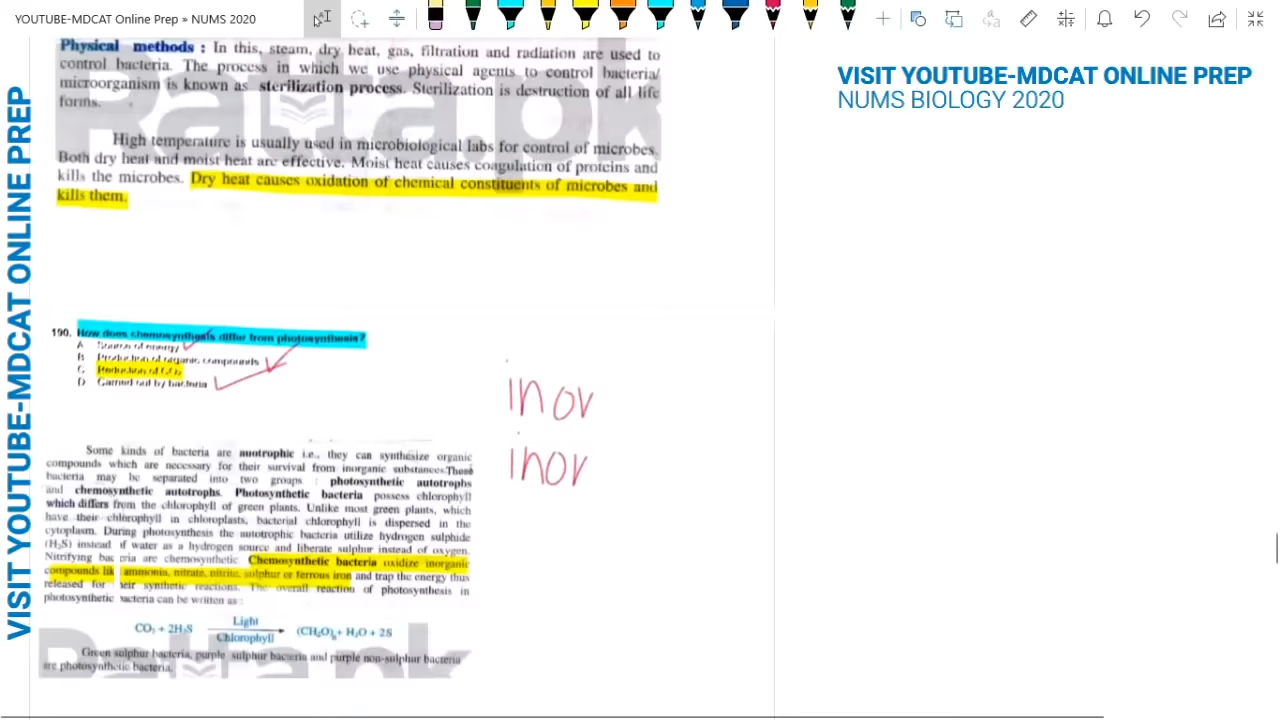 YOUTUBE-MDCAT Online Prep » NUMS 2020
VISIT YOUTUBE-MDCAT ONLINE PREP
Physical methods : In this, steam, dry heat, gas, filtration and radiation are used to
control bacteria. The process in which we use physical agents to control bacteria/
microorganism is known as sterilization process. Sterilization is destruction of all life
forms.
High temperature is usually used in microbiological labs for control of microbes.
Both dry heat and moist heat are effective. Moist heat causes coagulation of proteins and
kills the microbes. Dry heat causes oxidation of chemical constituents of microbes and
kills them.
VISIT YOUTUBE-MDCAT ONLINE PREP
NUMS BIOLOGY 2020
190. How does chemosynthesis differ from photosynthesis?
A Source of energy
B Production of organic compounds
C Reduction of CO2
D Carried out by bacteria
inor
inor
Some kinds of bacteria are auotrophic i.e., they can synthesize organic
compounds which are necessary for their survival from inorganic substances. These
bacteria may be separated into two groups : photosynthetic autotrophs
and chemosynthetic autotrophs. Photosynthetic bacteria possess chlorophyll
which differs from the chlorophyll of green plants. Unlike most green plants, which
have their chlorophyll in chloroplasts, bacterial chlorophyll is dispersed in the
cytoplasm. During photosynthesis the autotrophic bacteria utilize hydrogen sulphide
(H2S) instead of water as a hydrogen source and liberate sulphur instead of oxygen.
Nitrifying bac eria are chemosynthetic. Chemosynthetic bacteria oxidize inorganic
compounds lik ammonia, nitrate, nitrite, sulphur or ferrous iron and trap the energy thus
released for heir synthetic reactions. The overall reaction of photosynthesis in
photosynthetic bacteria can be written as :
CO2 + 2H2S Light Chlorophyll (CH2O)n + H2O + 2S
Green sulphur bacteria, purple sulphur bacteria and purple non-sulphur bacteria
are photosynthetic bacteria.
Ratta.pk